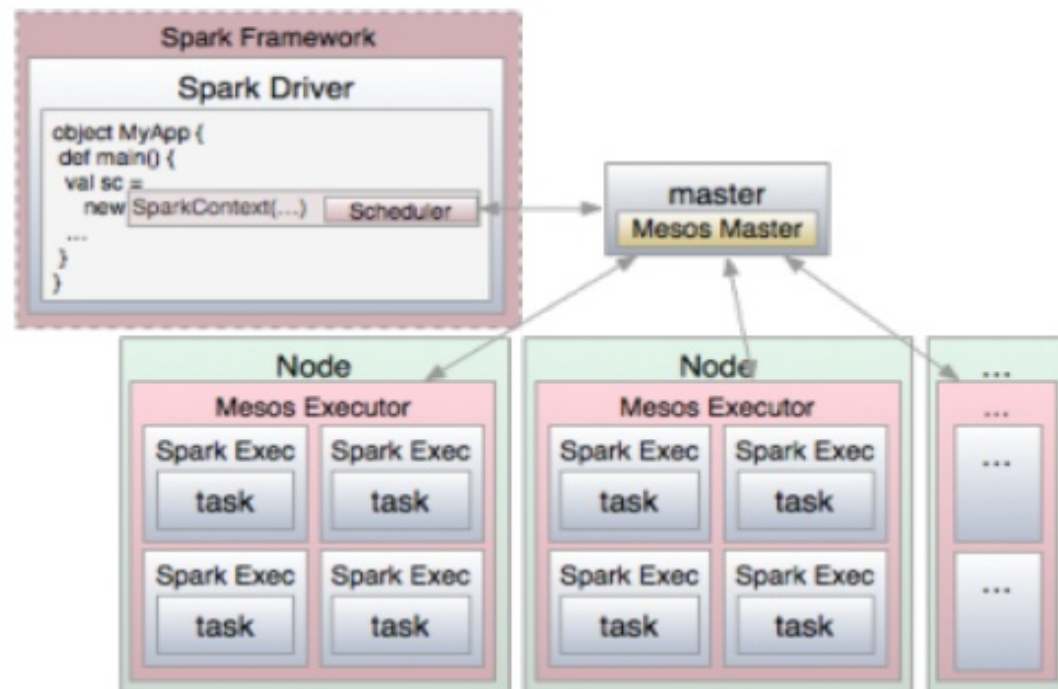 Spark Framework
Spark Driver
object MyApp {
def main() {
val sc =
new SparkContext(...) Scheduler
...
}
}
master
Mesos Master
Node
Mesos Executor
Spark Exec Spark Exec
task task
Spark Exec Spark Exec
task task
Node
Mesos Executor
Spark Exec Spark Exec
task task
Spark Exec Spark Exec
task task
...
...
...
...